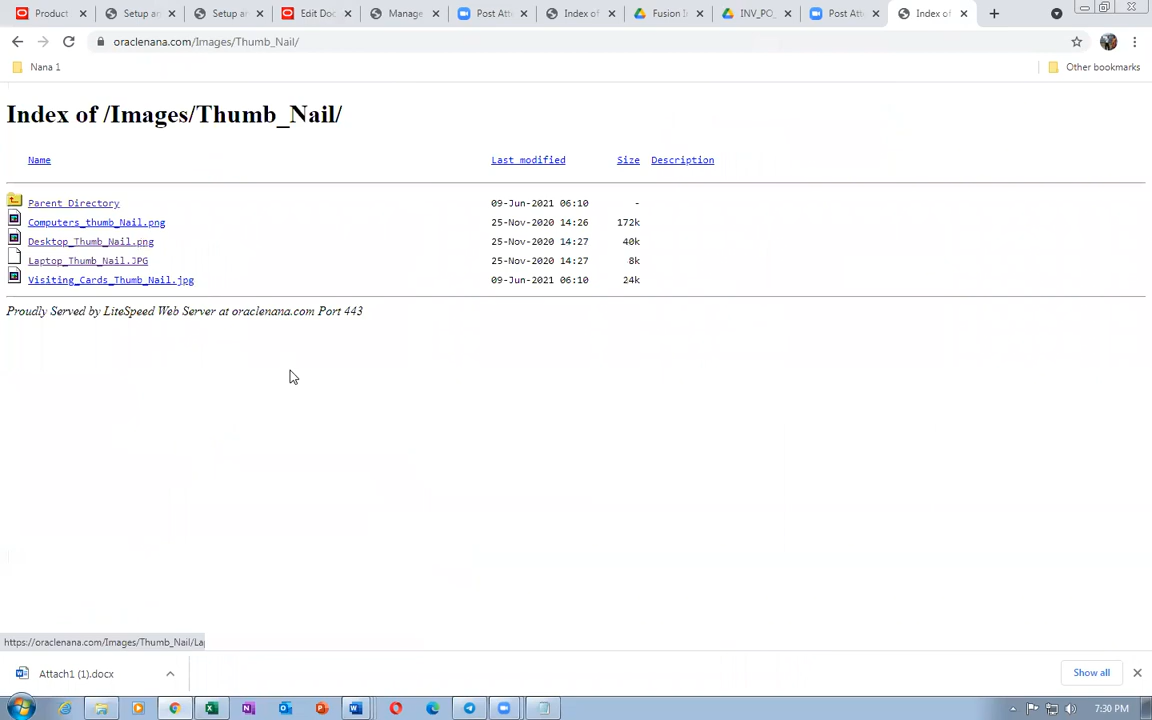 Product
Setup an
Setup an
Edit Doc
Manage
Post Att
Index of
Fusion I
INV_PO_
Post Att
Index of
oraclenana.com/Images/Thumb_Nail/
Nana 1
Other bookmarks
Index of /Images/Thumb_Nail/
Name Last modified Size Description
Parent Directory 09-Jun-2021 06:10 -
Computers_thumb_Nail.png 25-Nov-2020 14:26 172k
Desktop_Thumb_Nail.png 25-Nov-2020 14:27 40k
Laptop_Thumb_Nail.JPG 25-Nov-2020 14:27 8k
Visiting_Cards_Thumb_Nail.jpg 09-Jun-2021 06:10 24k
Proudly Served by LiteSpeed Web Server at oraclenana.com Port 443
https://oraclenana.com/Images/Thumb_Nail/La
Attach1 (1).docx
Show all
7:30 PM